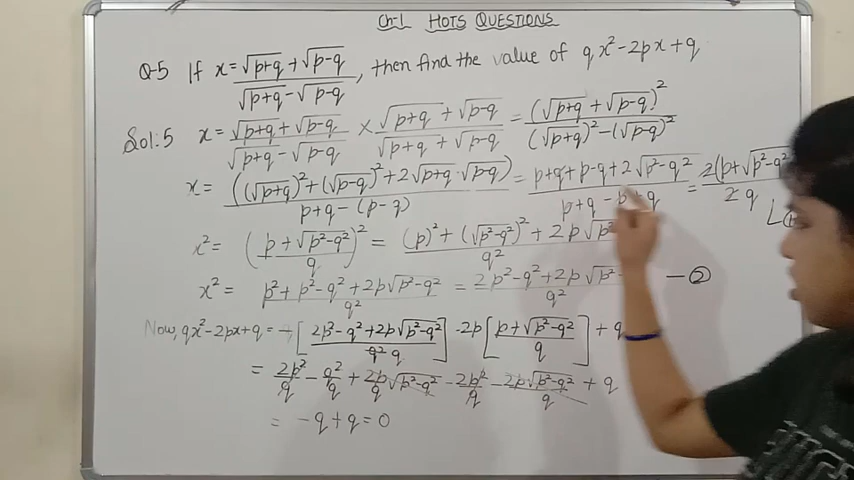 Ch-1 HOTS QUESTIONS
Q-5 If x = (√(p+q) + √(p-q)) / (√(p+q) - √(p-q)), then find the value of qx² - 2px + q
Sol:5 x = (√(p+q) + √(p-q)) / (√(p+q) - √(p-q)) × (√(p+q) + √(p-q)) / (√(p+q) + √(p-q)) = (√(p+q) + √(p-q))² / ((√(p+q))² - (√(p-q))²)
x = ((√(p+q))² + (√(p-q))² + 2√(p+q)·√(p-q)) / (p+q - (p-q)) = (p+q+p-q+2√(p²-q²)) / (p+q-p+q) = 2(p+√(p²-q²)) / 2q
x² = ((p+√(p²-q²)) / q)² = ((p)² + (√(p²-q²))² + 2p√p²) / q²
x² = (p² + p² - q² + 2p√(p²-q²)) / q² = (2p² - q² + 2p√p²) / q² — ②
Now, qx² - 2px + q = [(2p² - q² + 2p√(p²-q²)) / q² q] - 2p[(p+√(p²-q²)) / q] + q
= 2p²/q - q²/q + 2p/q √(p²-q²) - 2p²/q - 2p√(p²-q²)/q + q
= -q + q = 0